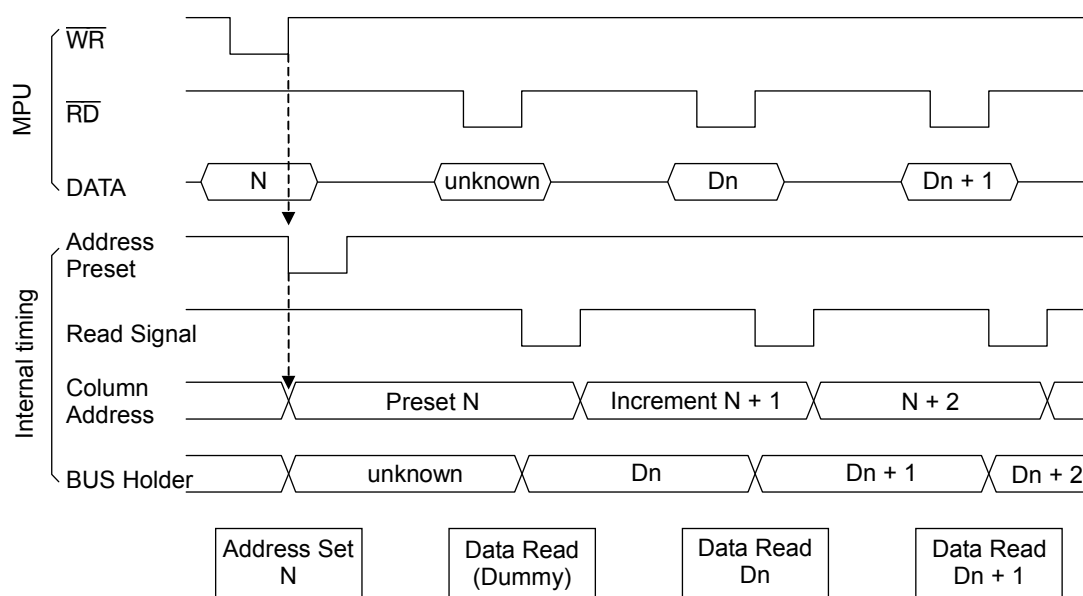 MPU
WR
RD
DATA
N
unknown
Dn
Dn + 1
Internal timing
Address
Preset
Read Signal
Column
Address
Preset N
Increment N + 1
N + 2
BUS Holder
unknown
Dn
Dn + 1
Dn + 2
Address Set
N
Data Read
(Dummy)
Data Read
Dn
Data Read
Dn + 1